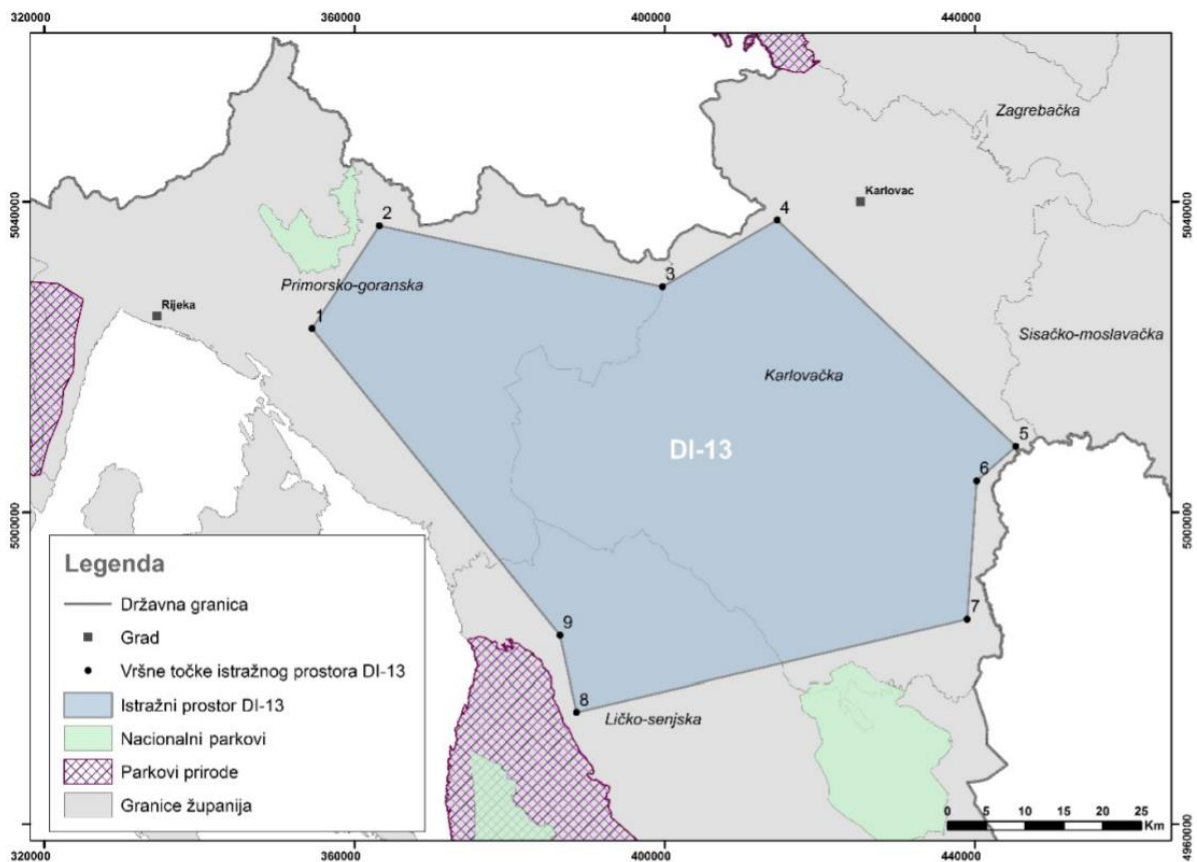 320000
360000
400000
440000
Zagrebačka
5040000
5040000
Karlovac
4
2
3
Primorsko-goranska
Rijeka
1
Sisačko-moslavačka
Karlovačka
DI-13
5
6
5000000
5000000
Legenda
Državna granica
Grad
Vršne točke istražnog prostora DI-13
Istražni prostor DI-13
Nacionalni parkovi
Parkovi prirode
Granice županija
7
9
8
Ličko-senjska
0 5 10 15 20 25
Km
4960000
320000
360000
400000
440000